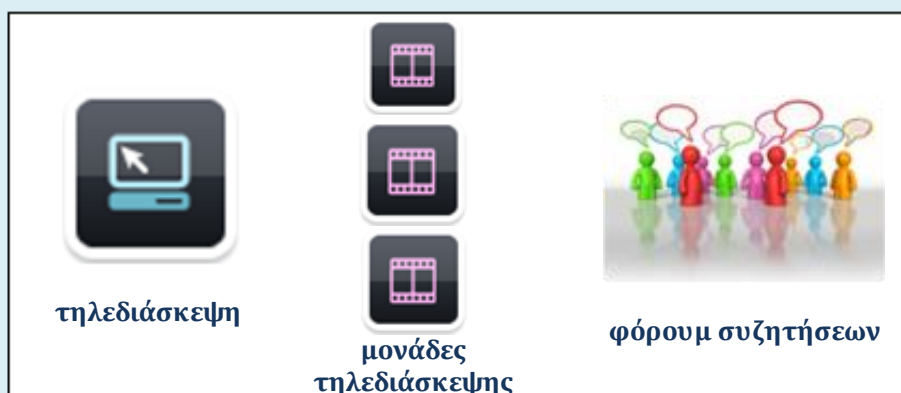 τηλεδιάσκεψη
μονάδες
τηλεδιάσκεψης
φόρουμ συζητήσεων